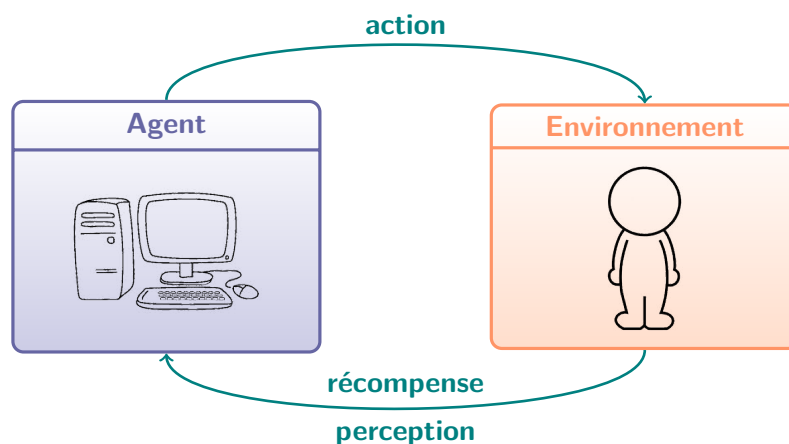 action
Agent
Environnement
récompense
perception